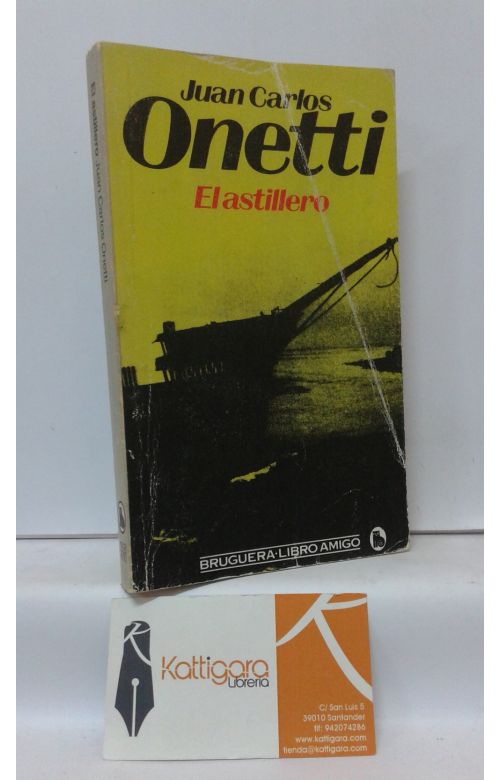 El astillero Juan Carlos Onetti
Juan Carlos
Onetti
El astillero
BRUGUERA·LIBRO AMIGO
Kattigara
Librería
C/ San Luis 5
39010 Santander
tlf: 942074286
www.kattigara.com
tienda@kattigara.com